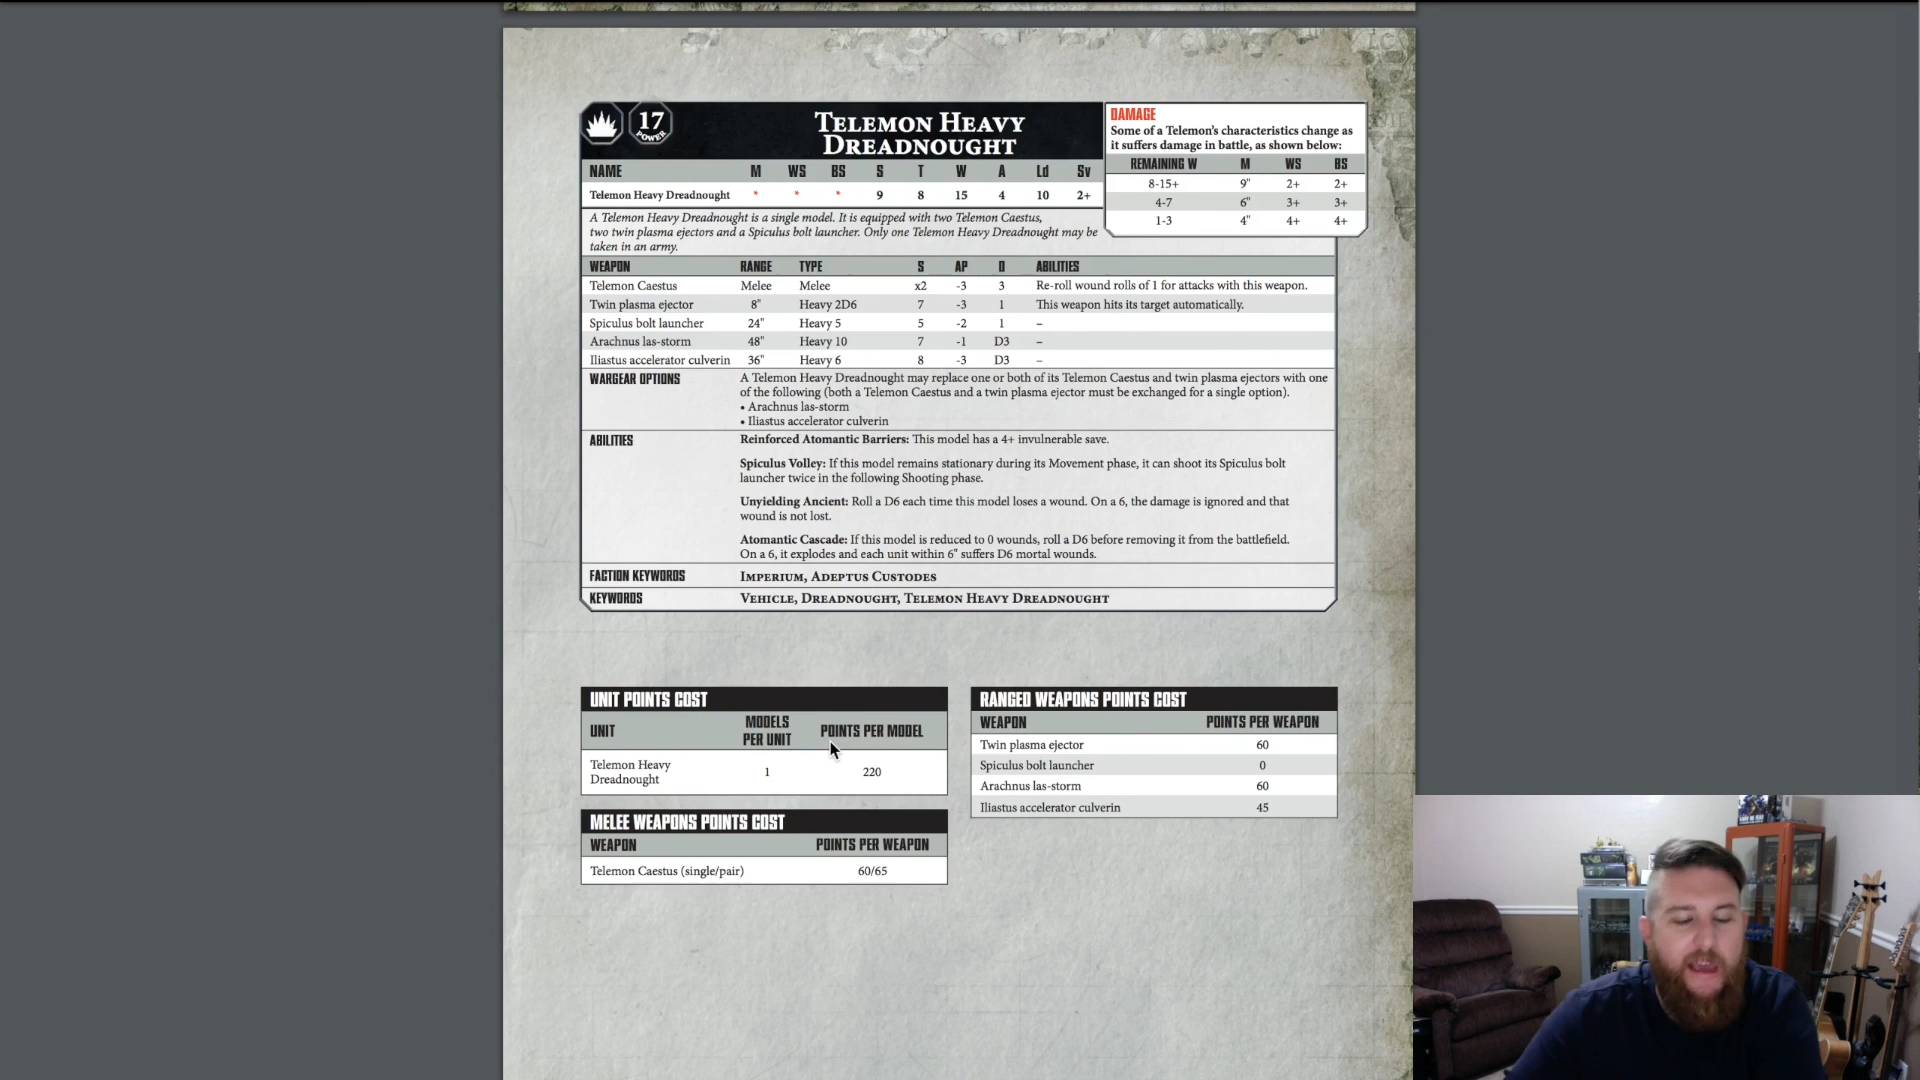 17
POWER
TELEMON HEAVY
DREADNOUGHT
NAME M WS BS S T W A Ld Sv
Telemon Heavy Dreadnought * * * 9 8 15 4 10 2+
DAMAGE
Some of a Telemon's characteristics change as
it suffers damage in battle, as shown below:
REMAINING W M WS BS
8-15+ 9" 2+ 2+
4-7 6" 3+ 3+
1-3 4" 4+ 4+
A Telemon Heavy Dreadnought is a single model. It is equipped with two Telemon Caestus,
two twin plasma ejectors and a Spiculus bolt launcher. Only one Telemon Heavy Dreadnought may be
taken in an army.
WEAPON RANGE TYPE S AP D ABILITIES
Telemon Caestus Melee Melee x2 -3 3 Re-roll wound rolls of 1 for attacks with this weapon.
Twin plasma ejector 8" Heavy 2D6 7 -3 1 This weapon hits its target automatically.
Spiculus bolt launcher 24" Heavy 5 5 -2 1 –
Arachnus las-storm 48" Heavy 10 7 -1 D3 –
Iliastus accelerator culverin 36" Heavy 6 8 -3 D3 –
WARGEAR OPTIONS A Telemon Heavy Dreadnought may replace one or both of its Telemon Caestus and twin plasma ejectors with one
of the following (both a Telemon Caestus and a twin plasma ejector must be exchanged for a single option).
• Arachnus las-storm
• Iliastus accelerator culverin
ABILITIES Reinforced Atomantic Barriers: This model has a 4+ invulnerable save.
Spiculus Volley: If this model remains stationary during its Movement phase, it can shoot its Spiculus bolt
launcher twice in the following Shooting phase.
Unyielding Ancient: Roll a D6 each time this model loses a wound. On a 6, the damage is ignored and that
wound is not lost.
Atomantic Cascade: If this model is reduced to 0 wounds, roll a D6 before removing it from the battlefield.
On a 6, it explodes and each unit within 6" suffers D6 mortal wounds.
FACTION KEYWORDS IMPERIUM, ADEPTUS CUSTODES
KEYWORDS VEHICLE, DREADNOUGHT, TELEMON HEAVY DREADNOUGHT
UNIT POINTS COST
UNIT MODELS PER UNIT POINTS PER MODEL
Telemon Heavy Dreadnought 1 220
MELEE WEAPONS POINTS COST
WEAPON POINTS PER WEAPON
Telemon Caestus (single/pair) 60/65
RANGED WEAPONS POINTS COST
WEAPON POINTS PER WEAPON
Twin plasma ejector 60
Spiculus bolt launcher 0
Arachnus las-storm 60
Iliastus accelerator culverin 45